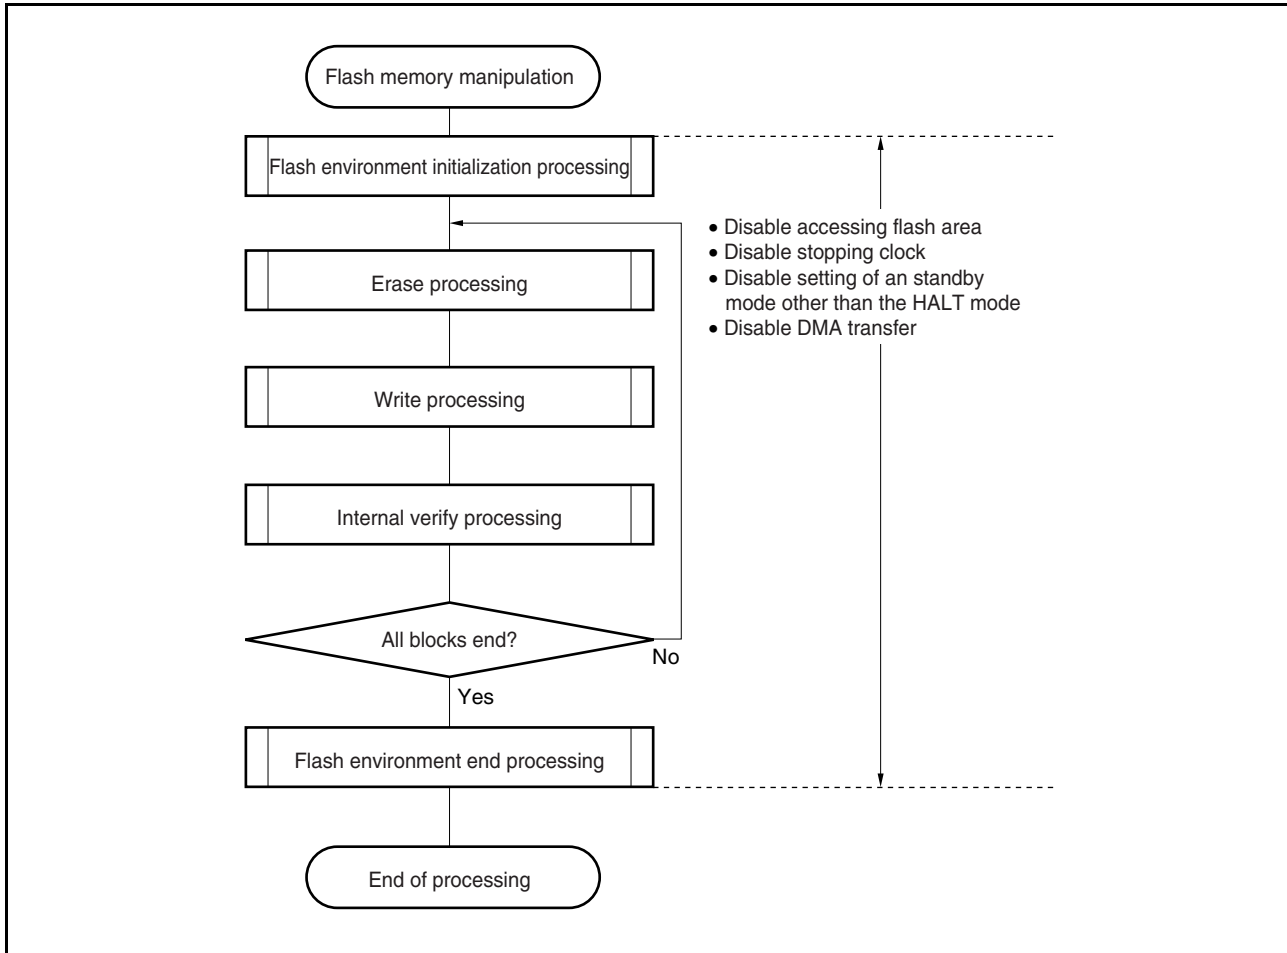 Flash memory manipulation
Flash environment initialization processing
● Disable accessing flash area
● Disable stopping clock
● Disable setting of an standby
mode other than the HALT mode
● Disable DMA transfer
Erase processing
Write processing
Internal verify processing
All blocks end?
No
Yes
Flash environment end processing
End of processing